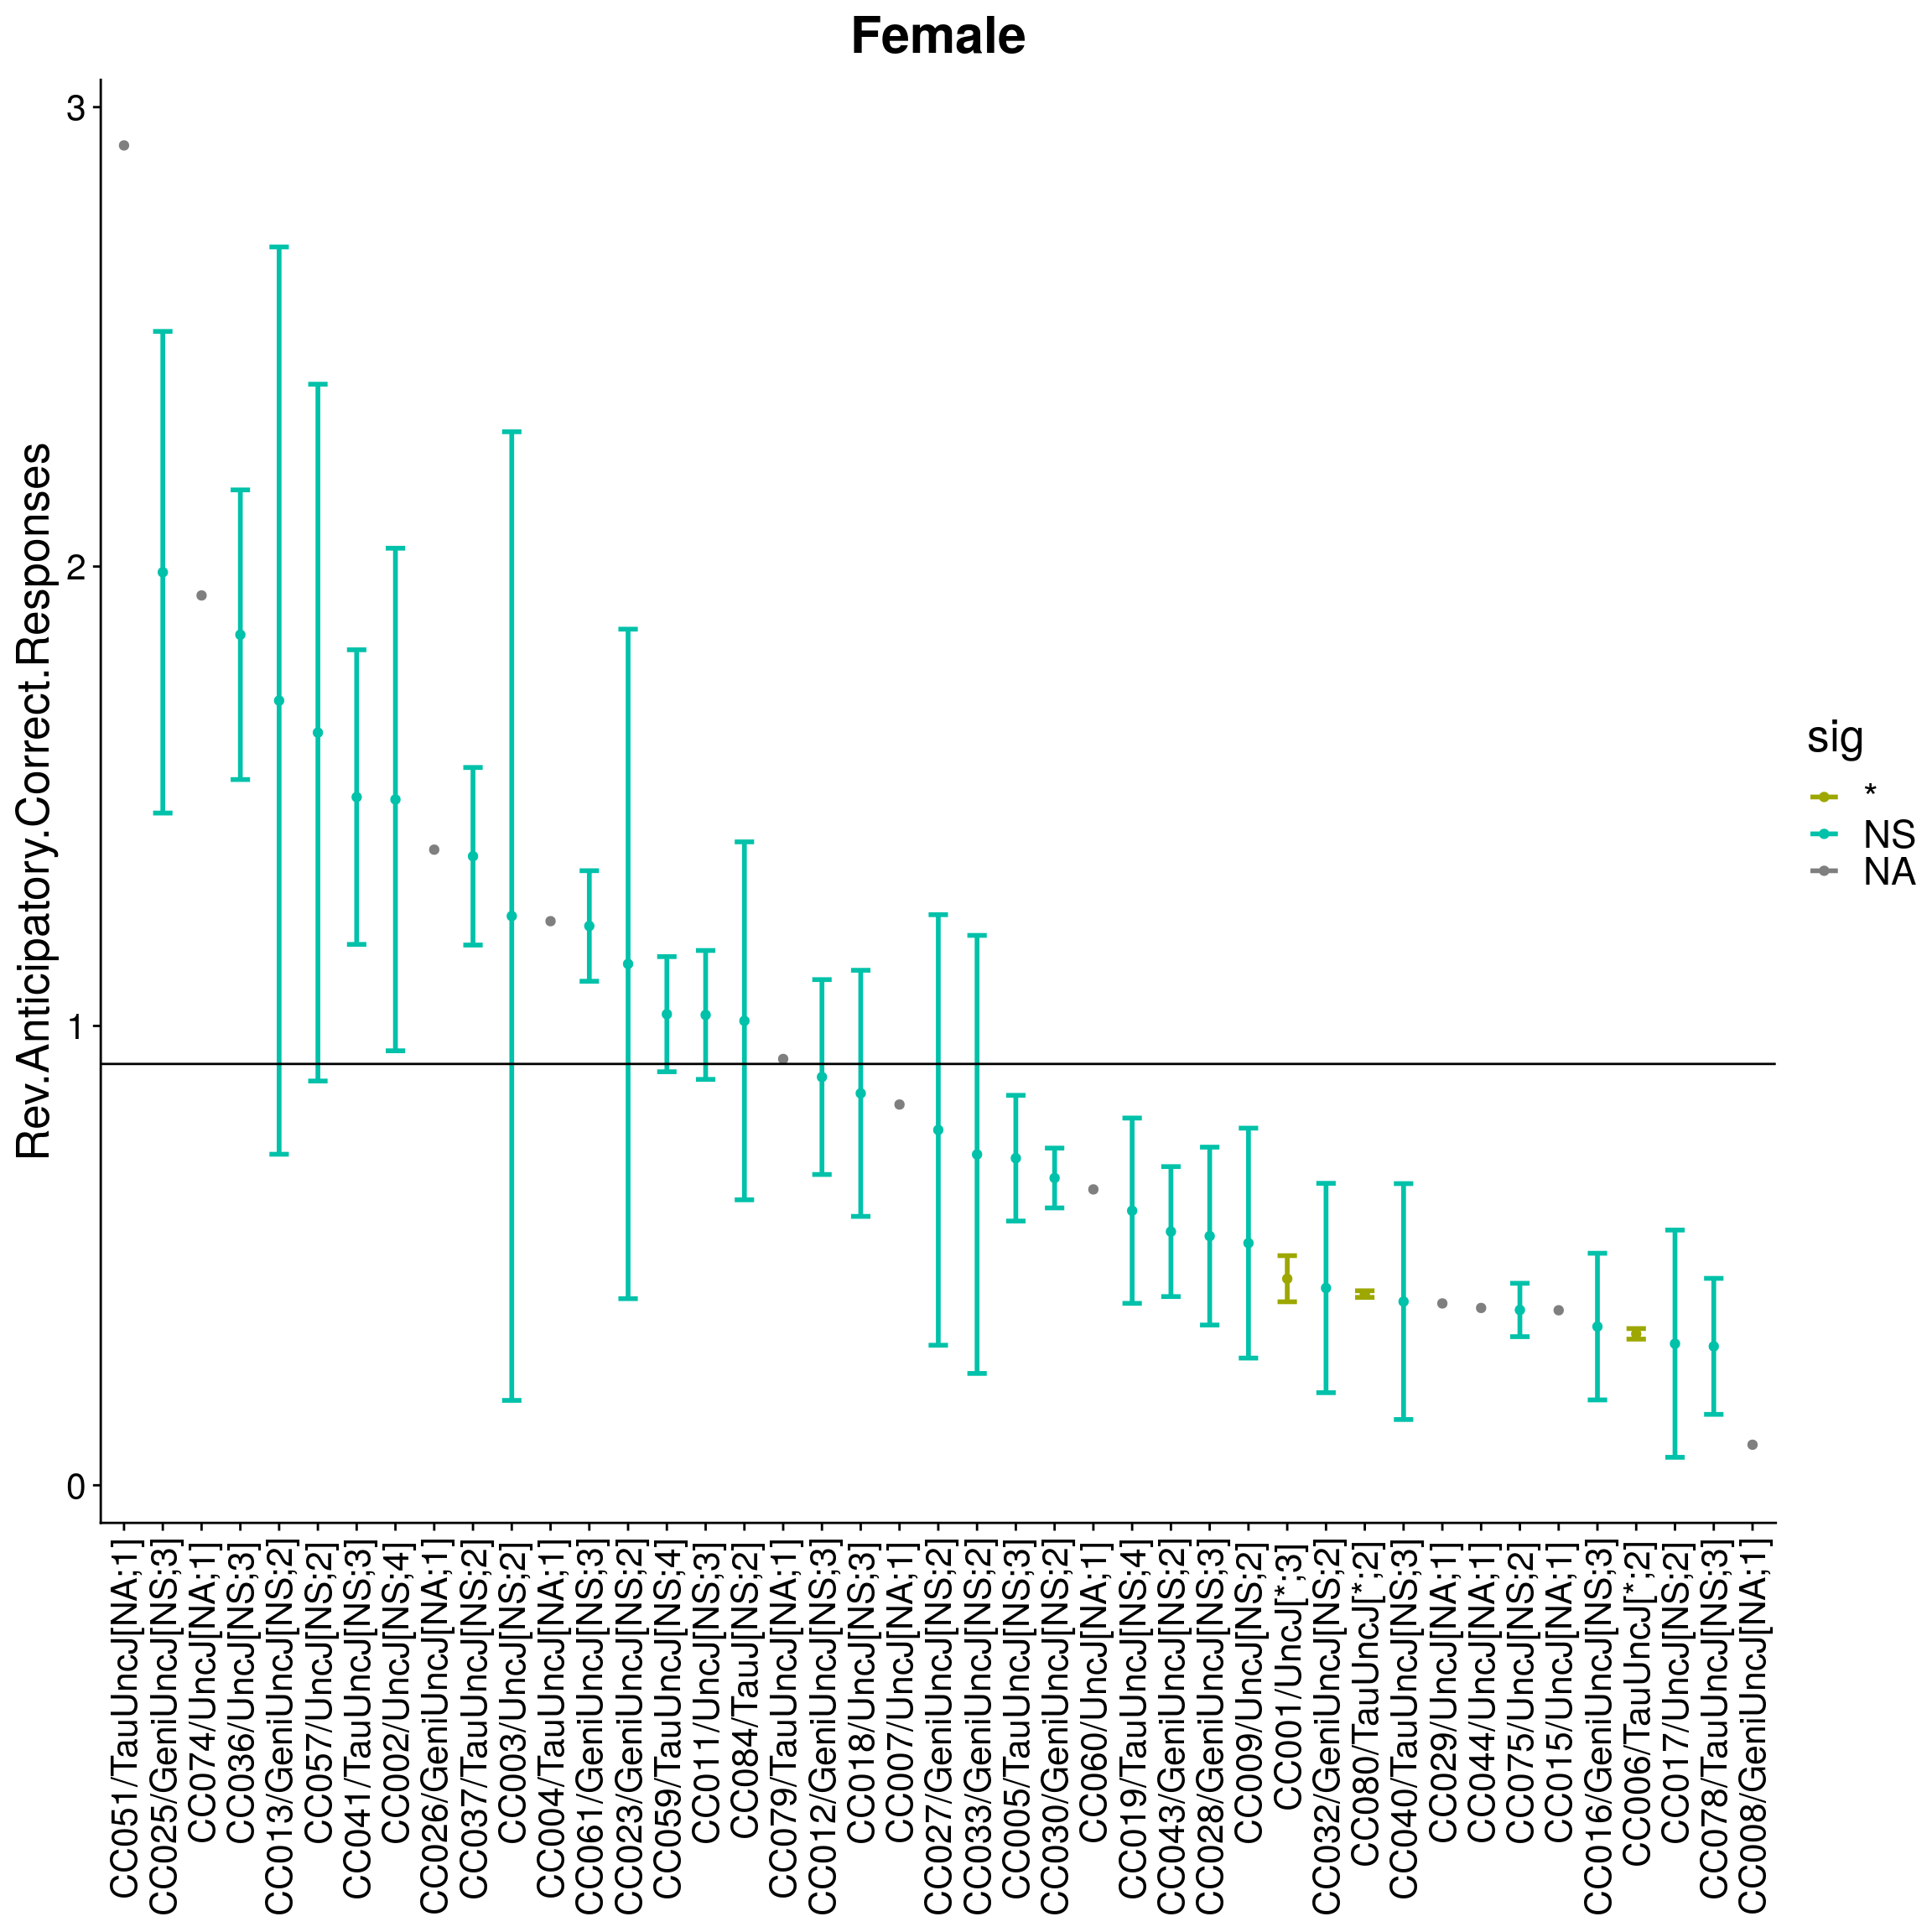 Female
Rev.Anticipatory.Correct.Responses
3
2
1
0
CC051/TauUncJ[NA;1]
CC025/GeniUncJ[NS;3]
CC074/UncJ[NA;1]
CC036/UncJ[NS;3]
CC013/GeniUncJ[NS;2]
CC057/UncJ[NS;2]
CC041/TauUncJ[NS;3]
CC002/UncJ[NS;4]
CC026/GeniUncJ[NA;1]
CC037/TauUncJ[NS;2]
CC003/UncJ[NS;2]
CC004/TauUncJ[NA;1]
CC061/GeniUncJ[NS;3]
CC023/GeniUncJ[NS;2]
CC059/TauUncJ[NS;4]
CC011/UncJ[NS;3]
CC084/TauJ[NS;2]
CC079/TauUncJ[NA;1]
CC012/GeniUncJ[NS;3]
CC018/UncJ[NS;3]
CC007/UncJ[NA;1]
CC027/GeniUncJ[NS;2]
CC033/GeniUncJ[NS;2]
CC005/TauUncJ[NS;3]
CC030/GeniUncJ[NS;2]
CC060/UncJ[NA;1]
CC019/TauUncJ[NS;4]
CC043/GeniUncJ[NS;2]
CC028/GeniUncJ[NS;3]
CC009/UncJ[NS;2]
CC001/UncJ[*;3]
CC032/GeniUncJ[NS;2]
CC080/TauUncJ[*;2]
CC040/TauUncJ[NS;3]
CC029/UncJ[NA;1]
CC044/UncJ[NA;1]
CC075/UncJ[NS;2]
CC015/UncJ[NA;1]
CC016/GeniUncJ[NS;3]
CC006/TauUncJ[*;2]
CC017/UncJ[NS;2]
CC078/TauUncJ[NS;3]
CC008/GeniUncJ[NA;1]
sig
*
NS
NA